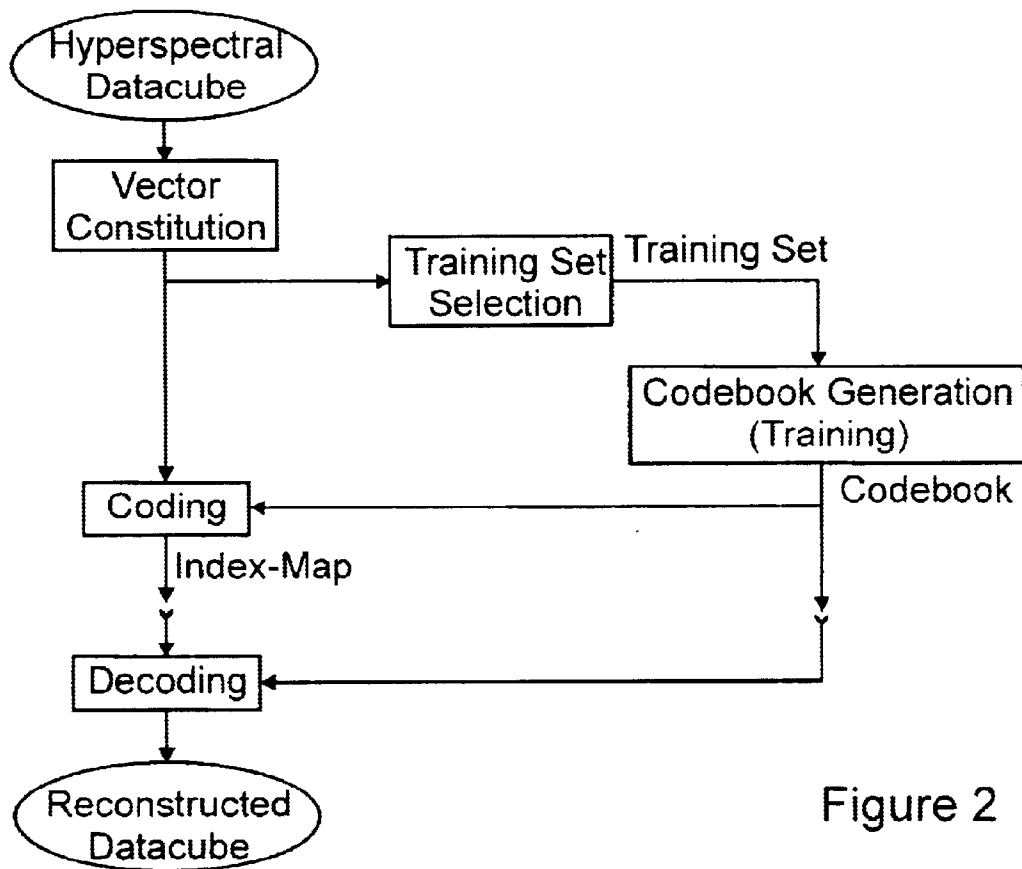 Hyperspectral
Datacube
Vector
Constitution
Training Set
Selection
Training Set
Codebook Generation
(Training)
Codebook
Coding
Index-Map
Decoding
Reconstructed
Datacube
Figure 2